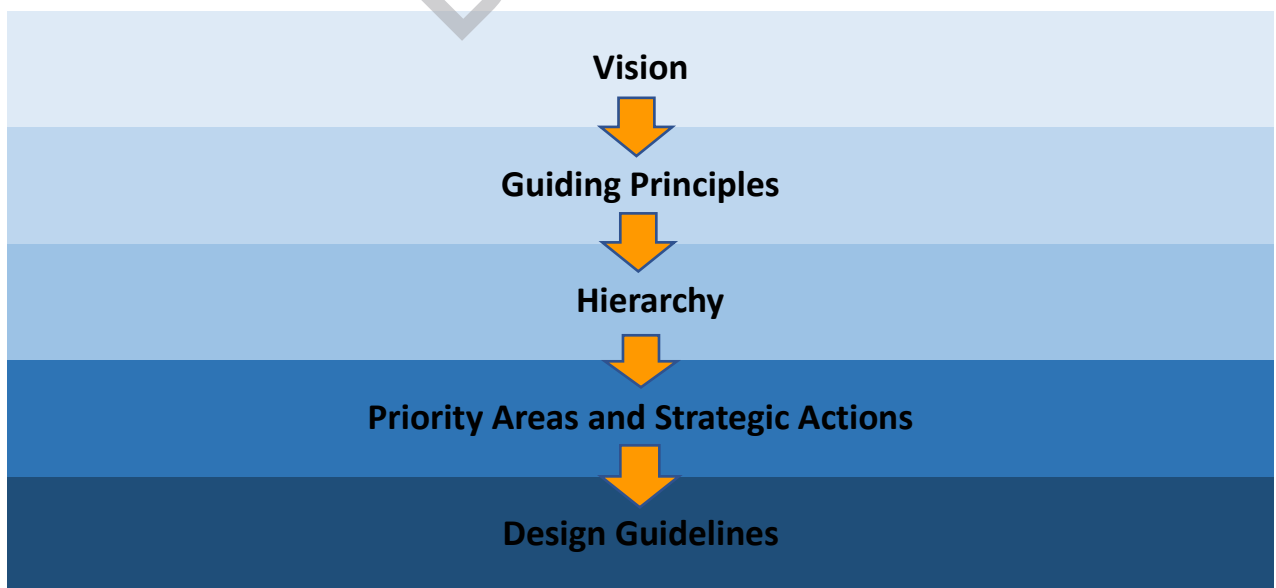 Vision
Guiding Principles
Hierarchy
Priority Areas and Strategic Actions
Design Guidelines